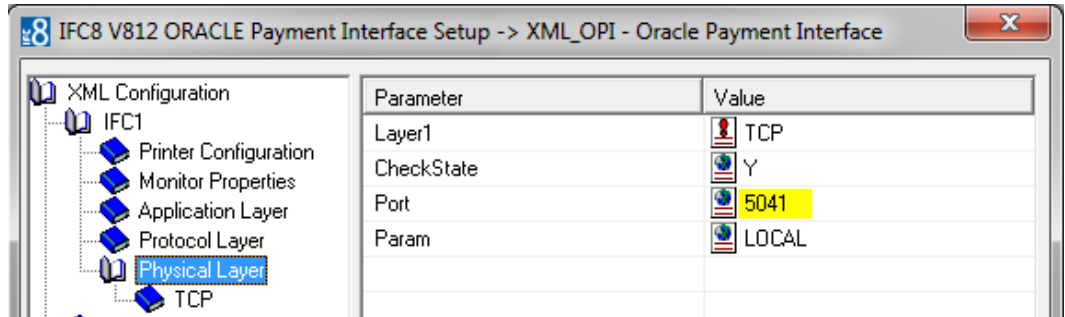 8 IFC8 V812 ORACLE Payment Interface Setup -> XML_OPI - Oracle Payment Interface
XML Configuration
IFC1
Printer Configuration
Monitor Properties
Application Layer
Protocol Layer
Physical Layer
TCP
Parameter Value
Layer1 TCP
CheckState Y
Port 5041
Param LOCAL